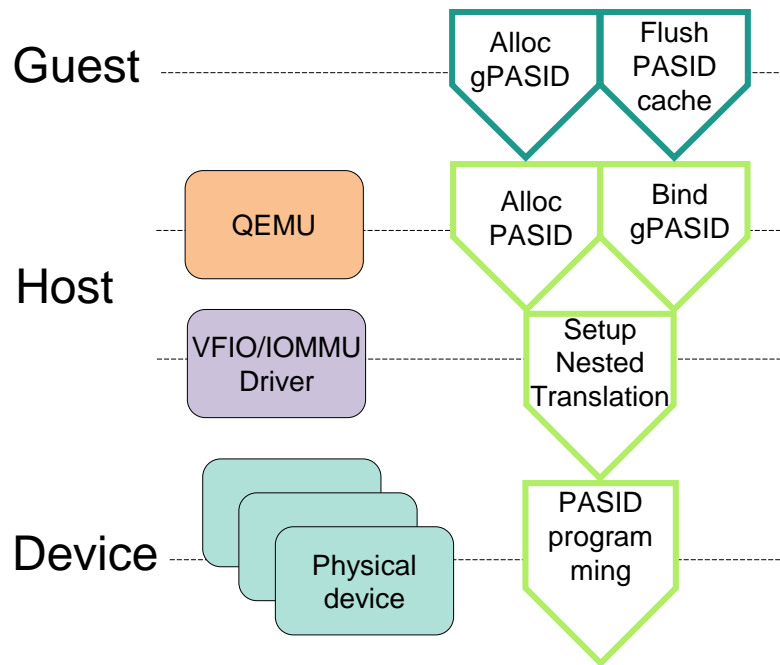 Guest
Alloc
gPASID
Flush
PASID
cache
Host
QEMU
Alloc
PASID
Bind
gPASID
VFIO/IOMMU
Driver
Setup
Nested
Translation
Device
Physical
device
PASID
program
ming